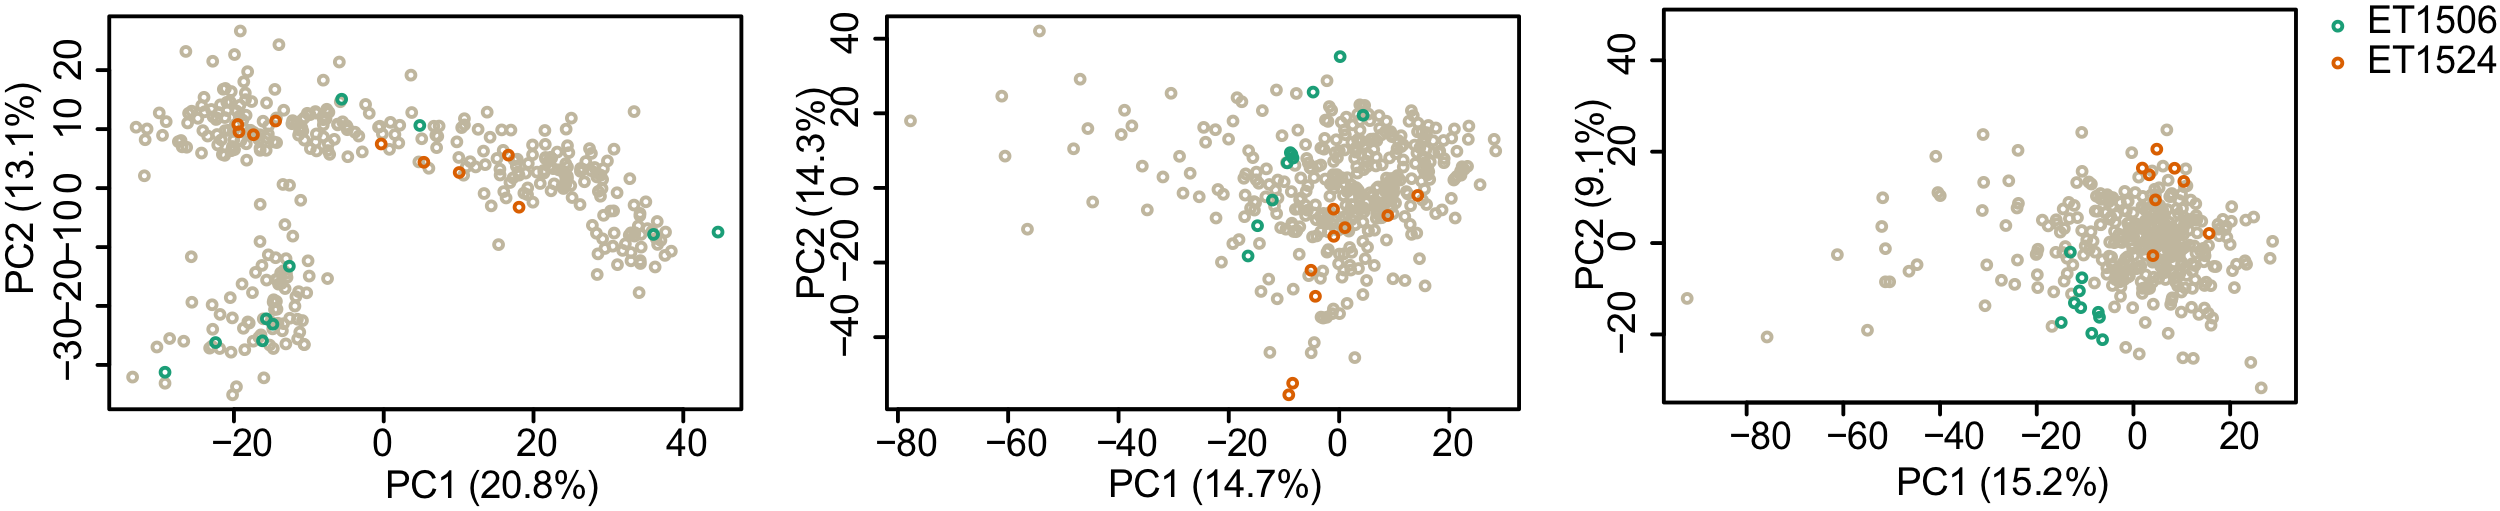 PC2 (13.1%)
−30 −20 −10 0 10 20
−20 0 20 40
PC1 (20.8%)
PC2 (14.3%)
−40 −20 0 20 40
−80 −60 −40 −20 0 20
PC1 (14.7%)
PC2 (9.1%)
−20 0 20 40
−80 −60 −40 −20 0 20
PC1 (15.2%)
ET1506
ET1524